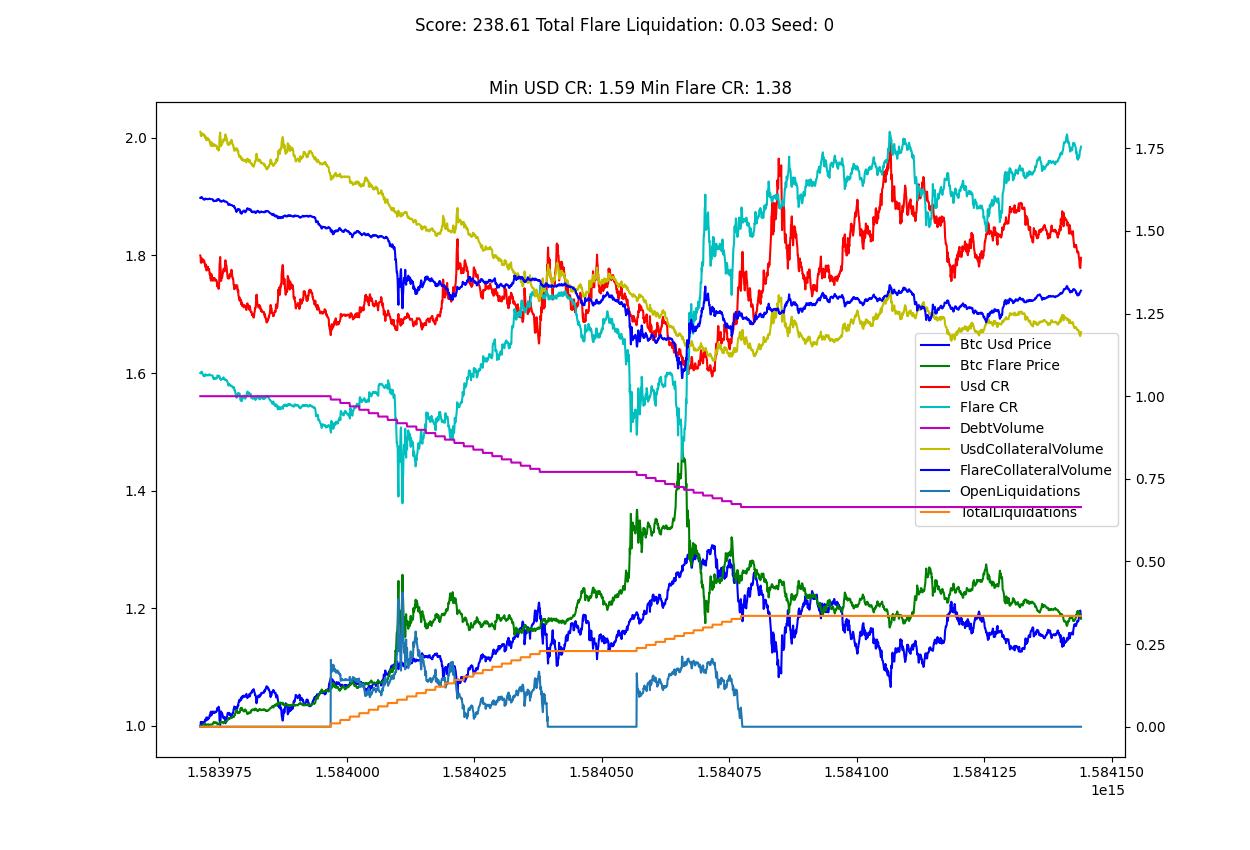 Score: 238.61 Total Flare Liquidation: 0.03 Seed: 0
Min USD CR: 1.59 Min Flare CR: 1.38
2.0
1.8
1.6
1.4
1.2
1.0
1.75
1.50
1.25
1.00
0.75
0.50
0.25
0.00
Btc Usd Price
Btc Flare Price
Usd CR
Flare CR
DebtVolume
UsdCollateralVolume
FlareCollateralVolume
OpenLiquidations
TotalLiquidations
1.583975 1.584000 1.584025 1.584050 1.584075 1.584100 1.584125 1.584150
1e15